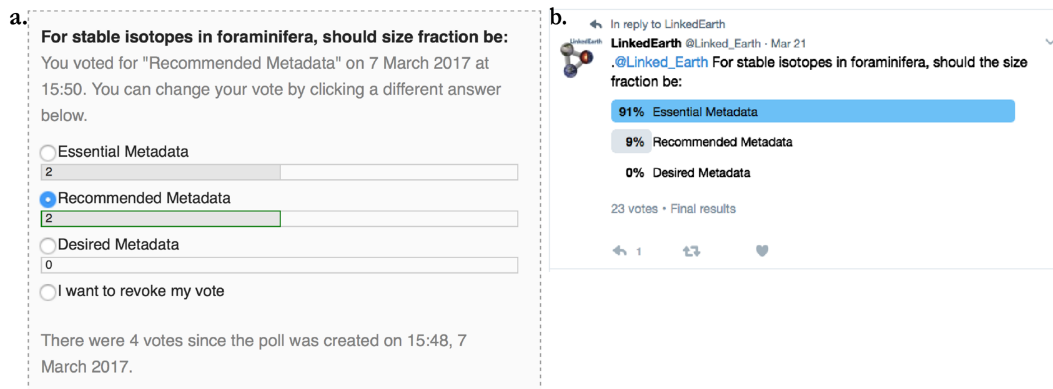 a.
For stable isotopes in foraminifera, should size fraction be:
You voted for "Recommended Metadata" on 7 March 2017 at
15:50. You can change your vote by clicking a different answer
below.
Essential Metadata
2
Recommended Metadata
2
Desired Metadata
0
I want to revoke my vote
There were 4 votes since the poll was created on 15:48, 7
March 2017.
b.
In reply to LinkedEarth
LinkedEarth
LinkedEarth @Linked_Earth · Mar 21
.@Linked_Earth For stable isotopes in foraminifera, should the size
fraction be:
91% Essential Metadata
9% Recommended Metadata
0% Desired Metadata
23 votes • Final results
1